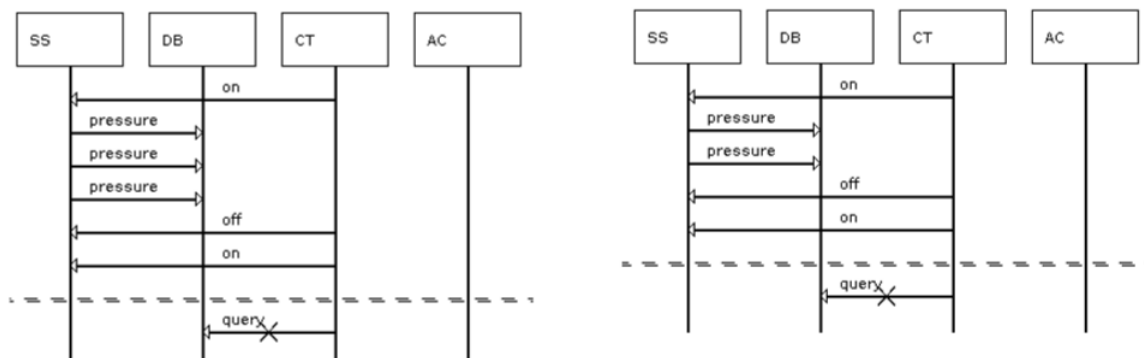 SS DB CT AC
on
pressure
pressure
pressure
off
on
query
SS DB CT AC
on
pressure
pressure
off
on
query